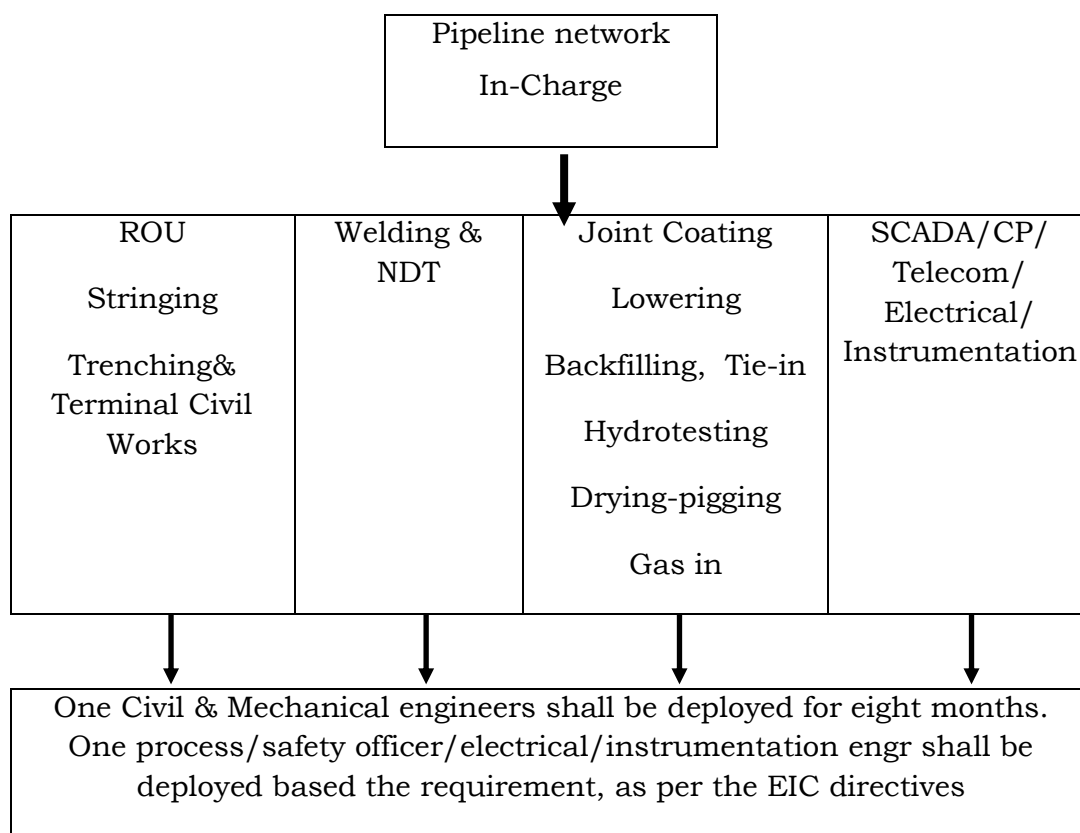 Pipeline network
In-Charge
ROU
Stringing
Trenching&
Terminal Civil
Works
Welding &
NDT
Joint Coating
Lowering
Backfilling, Tie-in
Hydrotesting
Drying-pigging
Gas in
SCADA/CP/
Telecom/
Electrical/
Instrumentation
One Civil & Mechanical engineers shall be deployed for eight months.
One process/safety officer/electrical/instrumentation engr shall be
deployed based the requirement, as per the EIC directives